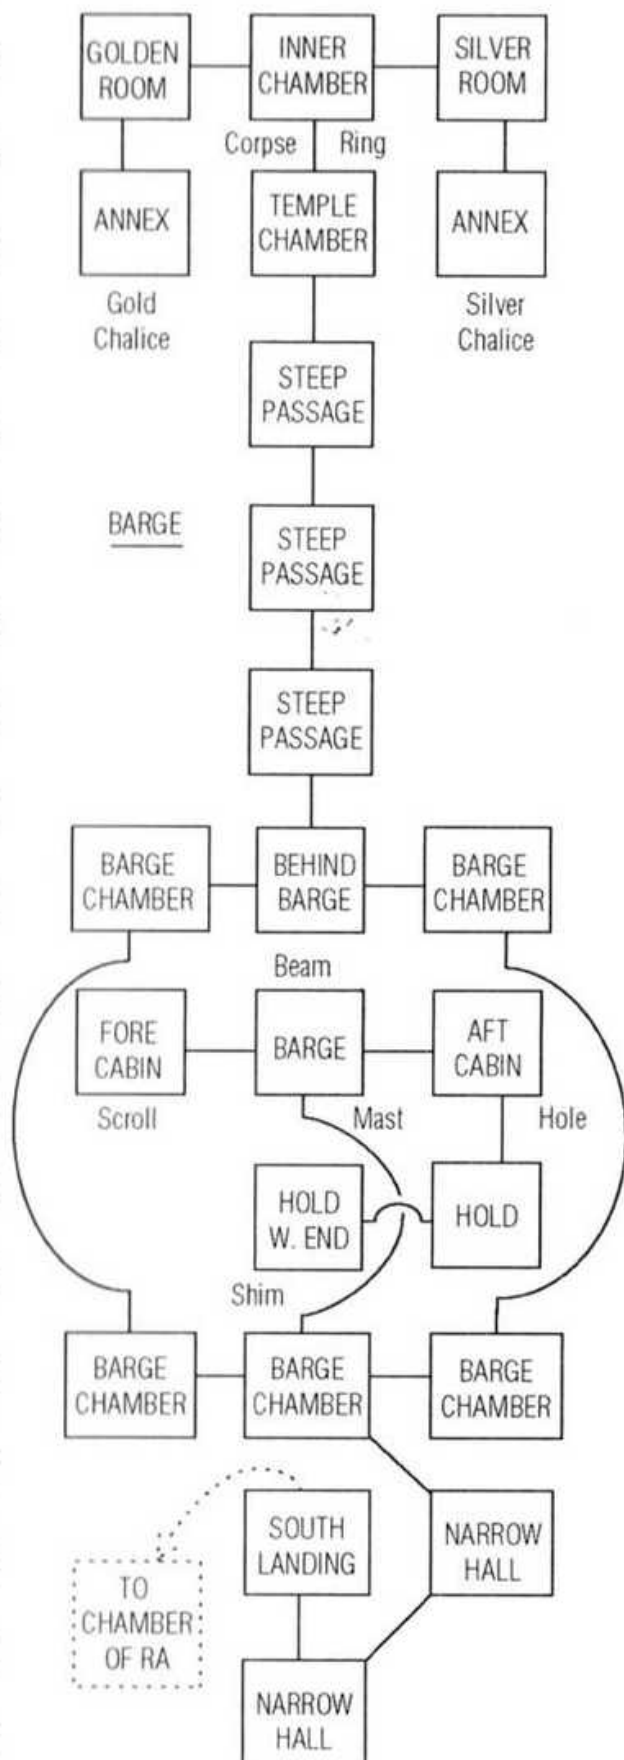 GOLDEN
ROOM
INNER
CHAMBER
SILVER
ROOM
Corpse
Ring
ANNEX
TEMPLE
CHAMBER
ANNEX
Gold
Chalice
Silver
Chalice
STEEP
PASSAGE
BARGE
STEEP
PASSAGE
STEEP
PASSAGE
BARGE
CHAMBER
BEHIND
BARGE
BARGE
CHAMBER
Beam
FORE
CABIN
BARGE
AFT
CABIN
Scroll
Mast
Hole
HOLD
W. END
HOLD
Shim
BARGE
CHAMBER
BARGE
CHAMBER
BARGE
CHAMBER
SOUTH
LANDING
NARROW
HALL
TO
CHAMBER
OF RA
NARROW
HALL